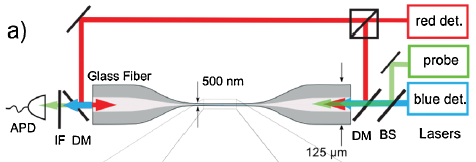 a)
red det.
probe
blue det.
Glass Fiber
500 nm
APD
IF
DM
125 µm
DM
BS
Lasers